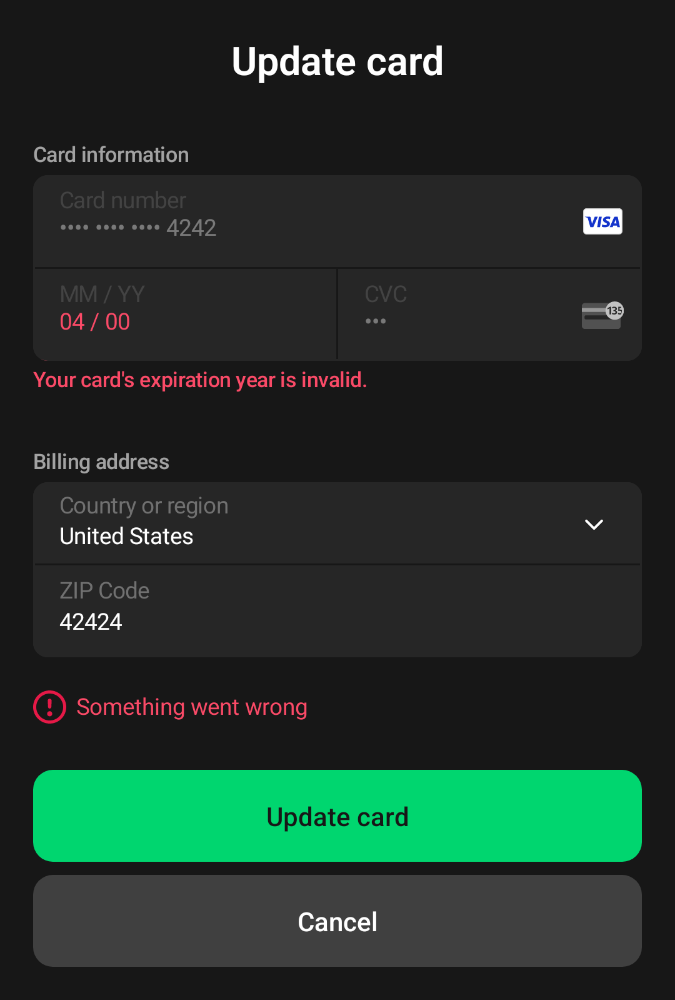 Update card
Card information
Card number
•••• •••• •••• 4242
VISA
MM / YY
04 / 00
CVC
•••
135
Your card's expiration year is invalid.
Billing address
Country or region
United States
ZIP Code
42424
Something went wrong
Update card
Cancel